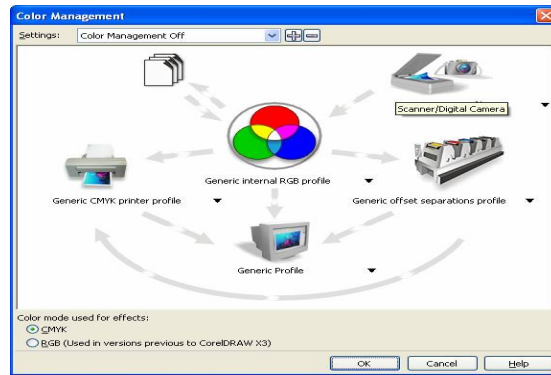 Color Management
Settings: Color Management Off
Scanner/Digital Camera
Generic internal RGB profile
Generic CMYK printer profile
Generic offset separations profile
Generic Profile
Color mode used for effects:
CMYK
RGB (Used in versions previous to CorelDRAW X3)
OK Cancel Help